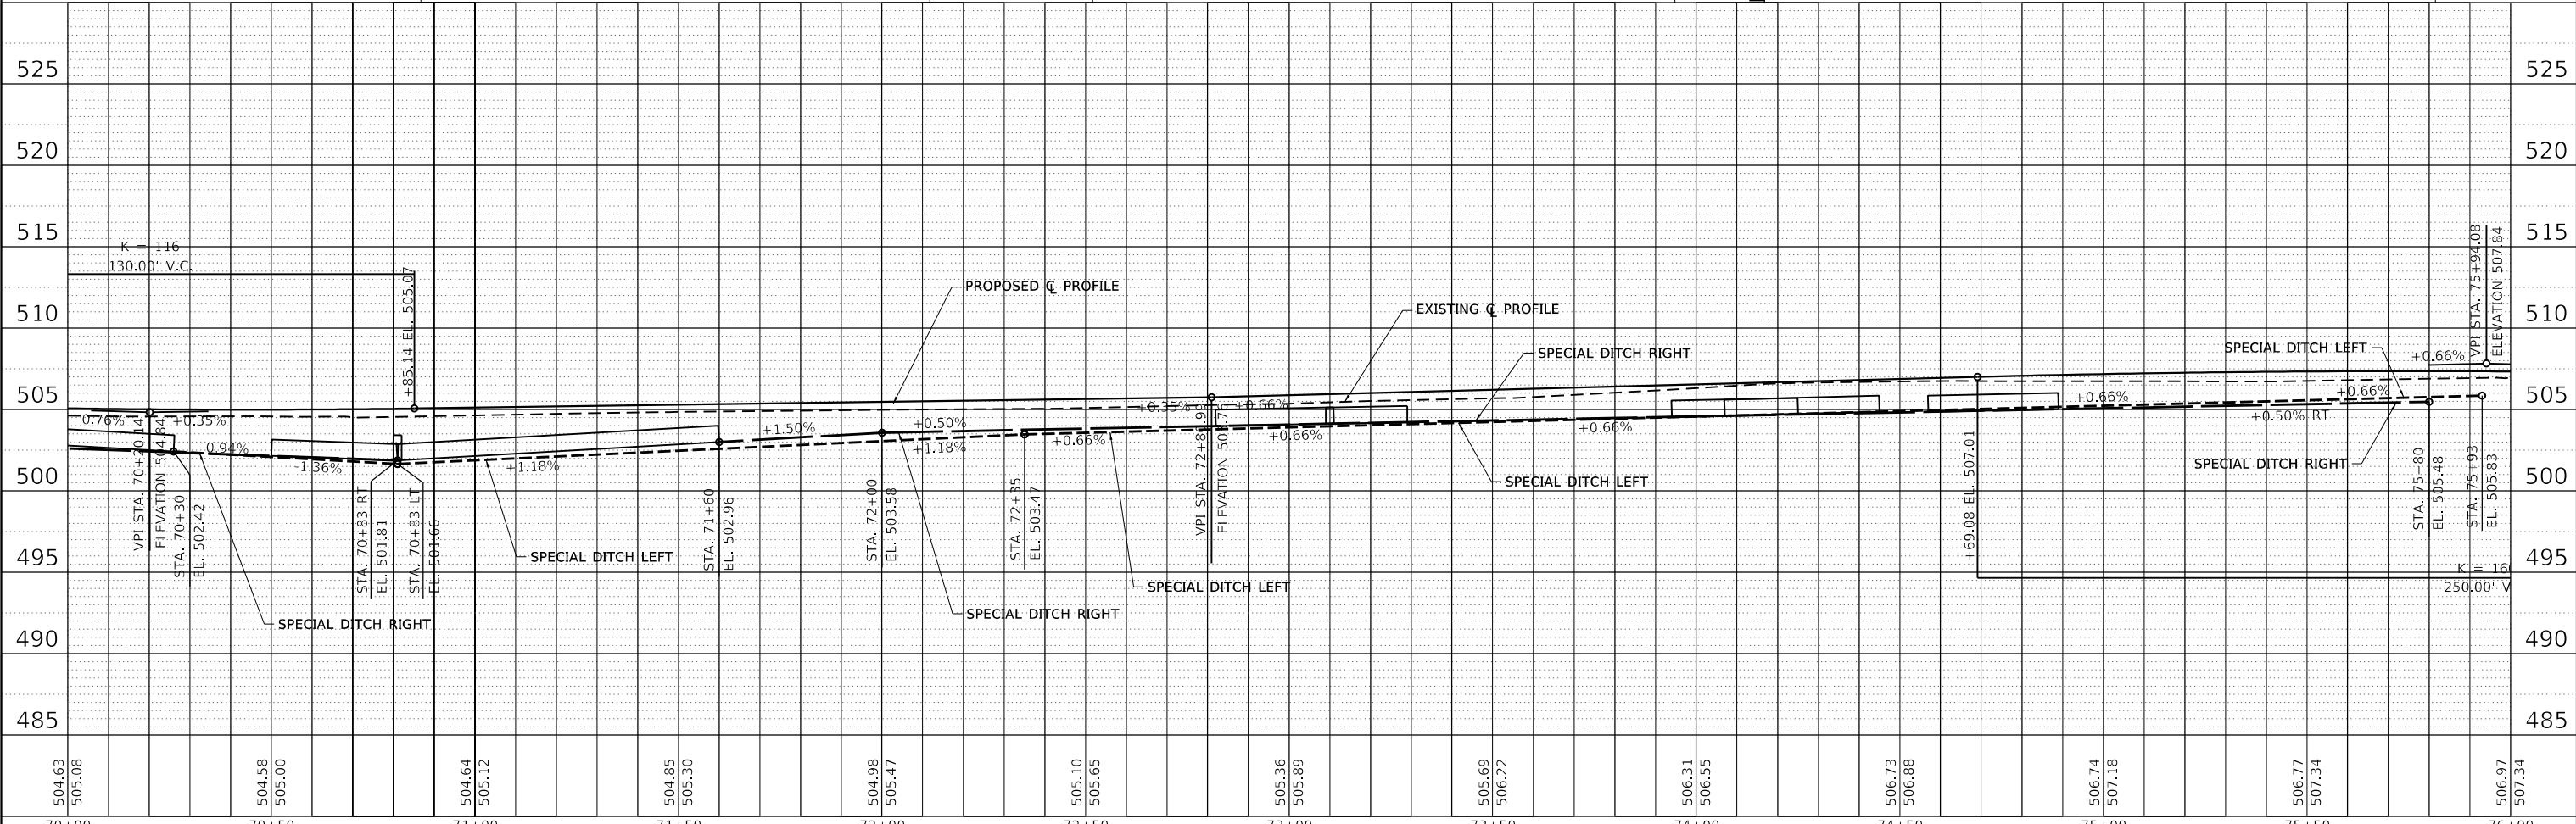 525
525
520
520
515
515
510
510
505
505
500
500
495
495
490
490
485
485
K = 116
130.00' V.C.
+85.14 EL. 505.07
PROPOSED ℄ PROFILE
EXISTING ℄ PROFILE
SPECIAL DITCH RIGHT
SPECIAL DITCH LEFT
+0.66%
VPI STA. 75+94.08
ELEVATION 507.84
-0.76%
+0.35%
-0.94%
-1.36%
+1.18%
+1.50%
+0.50%
+1.18%
+0.66%
+0.35%
+0.66%
+0.66%
+0.66%
+0.66%
+0.66%
+0.50% RT
VPI STA. 70+20.14
ELEVATION 504.84
STA. 70+30
EL. 502.42
STA. 70+83 RT
EL. 501.81
STA. 70+83 LT
EL. 501.66
SPECIAL DITCH LEFT
STA. 71+60
EL. 502.96
STA. 72+00
EL. 503.58
STA. 72+35
EL. 503.47
ELEVATION
SPECIAL DITCH LEFT
SPECIAL DITCH RIGHT
+69.08 EL. 507.01
SPECIAL DITCH RIGHT
STA. 75+80
EL. 505.48
STA. 75+93
EL. 505.83
SPECIAL DITCH LEFT
SPECIAL DITCH RIGHT
K = 
250.00' V
504.63
505.08
504.58
505.00
504.64
505.12
504.85
505.30
504.98
505.47
505.10
505.65
505.36
505.89
505.69
506.22
506.31
506.55
506.73
506.88
506.74
507.18
506.77
507.34
506.97
507.34